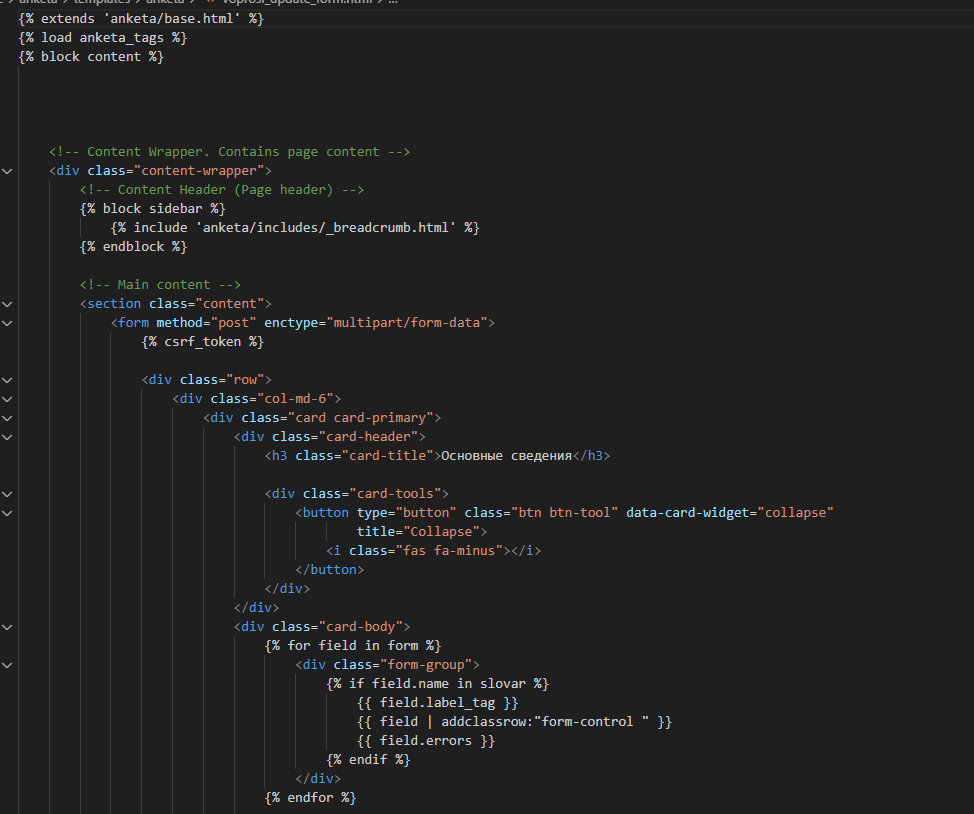 anketa > templates > anketa > voprosi_update_form.html > ...
{% extends 'anketa/base.html' %}
{% load anketa_tags %}
{% block content %}
<!-- Content Wrapper. Contains page content -->
<div class="content-wrapper">
<!-- Content Header (Page header) -->
{% block sidebar %}
{% include 'anketa/includes/_breadcrumb.html' %}
{% endblock %}
<!-- Main content -->
<section class="content">
<form method="post" enctype="multipart/form-data">
{% csrf_token %}
<div class="row">
<div class="col-md-6">
<div class="card card-primary">
<div class="card-header">
<h3 class="card-title">Основные сведения</h3>
<div class="card-tools">
<button type="button" class="btn btn-tool" data-card-widget="collapse"
title="Collapse">
<i class="fas fa-minus"></i>
</button>
</div>
</div>
<div class="card-body">
{% for field in form %}
<div class="form-group">
{% if field.name in slovar %}
{{ field.label_tag }}
{{ field | addclassrow:"form-control " }}
{{ field.errors }}
{% endif %}
</div>
{% endfor %}